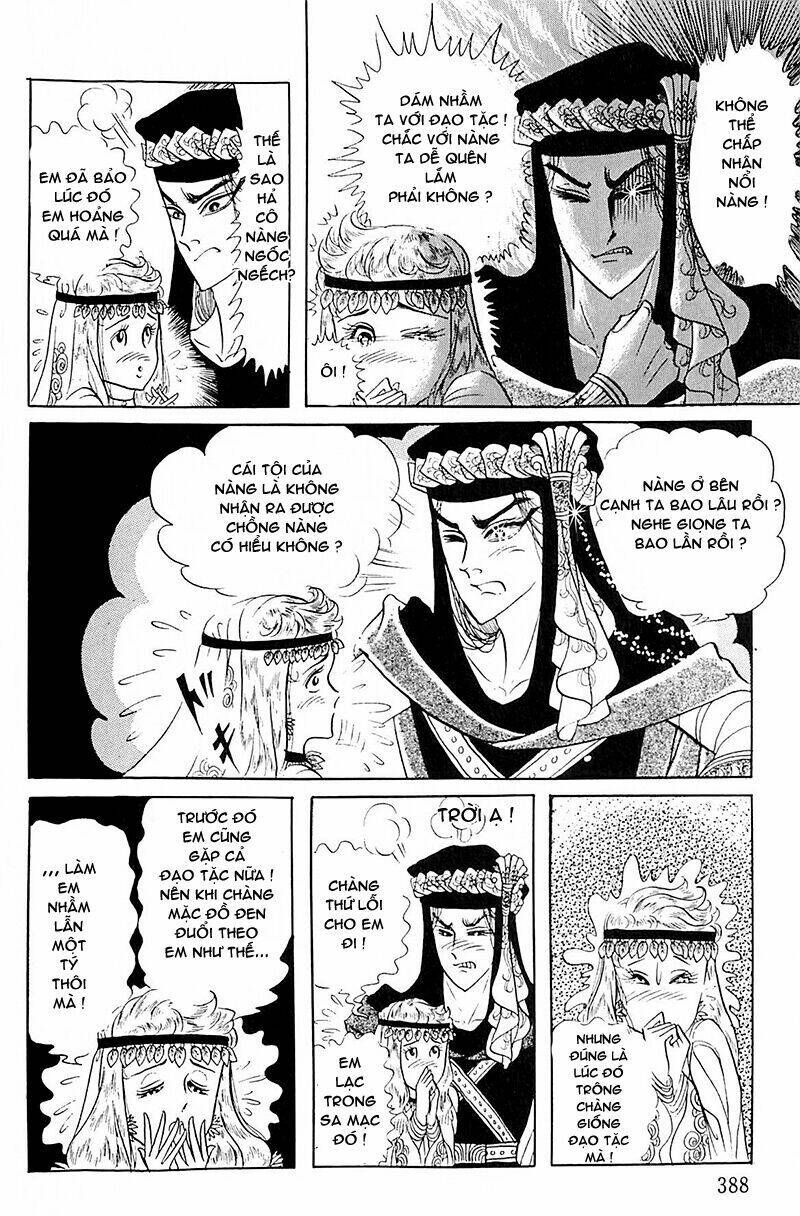 KHÔNG
THỂ
CHẤP
NHẬN
NỔI
NÀNG !
DÁM NHẦM
TA VỚI ĐẠO TẶC !
CHẮC VỚI NÀNG
TA DỄ QUÊN
LẮM
PHẢI KHÔNG ?
ÔI !
THẾ
LÀ
SAO
HẢ
CÔ
NÀNG
NGỐC
NGẾCH?
EM ĐÃ BẢO
LÚC ĐÓ
EM HOẢNG
QUÁ MÀ !
NÀNG Ở BÊN
CẠNH TA BAO LÂU RỒI ?
NGHE GIỌNG TA
BAO LẦN RỒI ?
CÁI TỘI CỦA
NÀNG LÀ KHÔNG
NHẬN RA ĐƯỢC
CHỒNG NÀNG
CÓ HIỂU KHÔNG ?
ドキ
NHƯNG
ĐÚNG LÀ
LÚC ĐÓ
TRÔNG
CHÀNG
GIỐNG
ĐẠO TẶC
MÀ !
TRỜI Ạ !
CHÀNG
THỨ LỖI
CHO EM
ĐI !
EM
LẠC
TRONG
SA MẠC
ĐÓ !
TRƯỚC ĐÓ
EM CŨNG
GẶP CẢ
ĐẠO TẶC NỮA !
NÊN KHI CHÀNG
MẶC ĐỒ ĐEN
ĐUỔI THEO
EM NHƯ THẾ...
,,, LÀM
EM
NHẦM
LẪN
MỘT
TÝ
THÔI
MÀ !
388